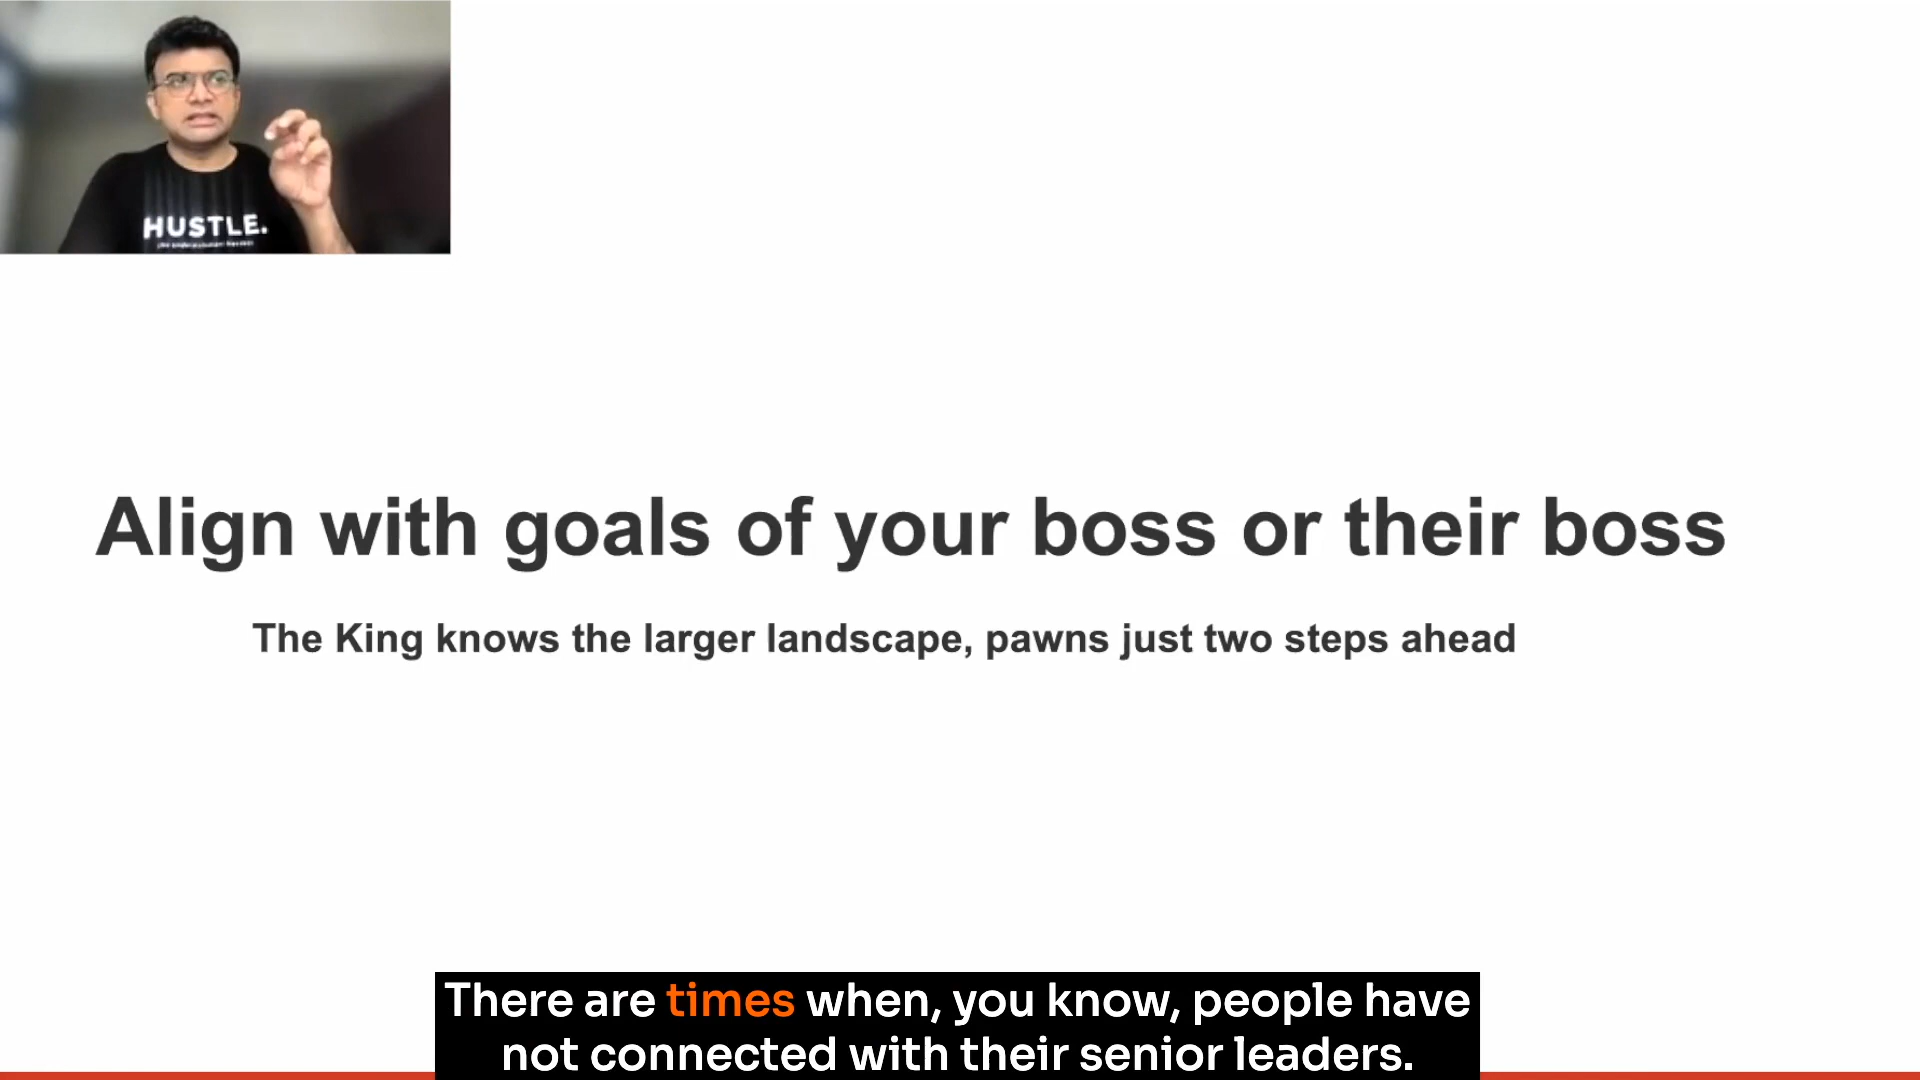 HUSTLE.
Align with goals of your boss or their boss
The King knows the larger landscape, pawns just two steps ahead
There are times when, you know, people have
not connected with their senior leaders.